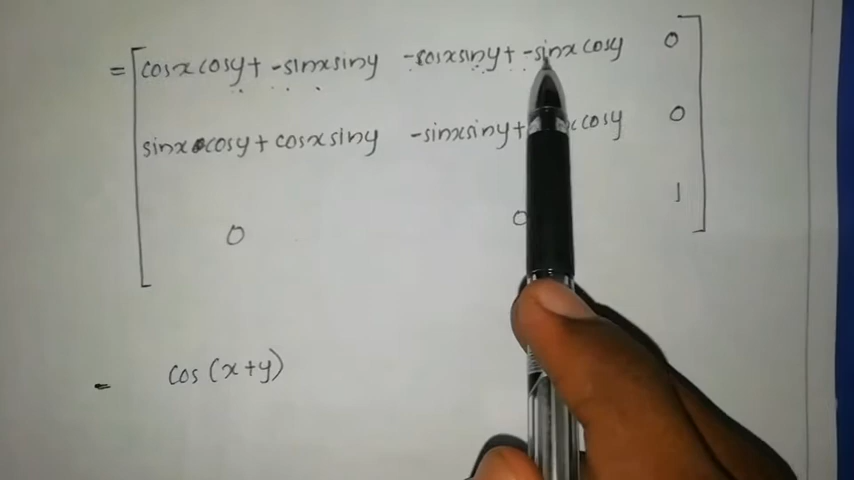 = cosx cosy + -sinx siny -cosx siny + -sinx cosy 0
sinx cosy + cosx siny -sinx siny + cosy 0
0 0 1
= cos (x+y)